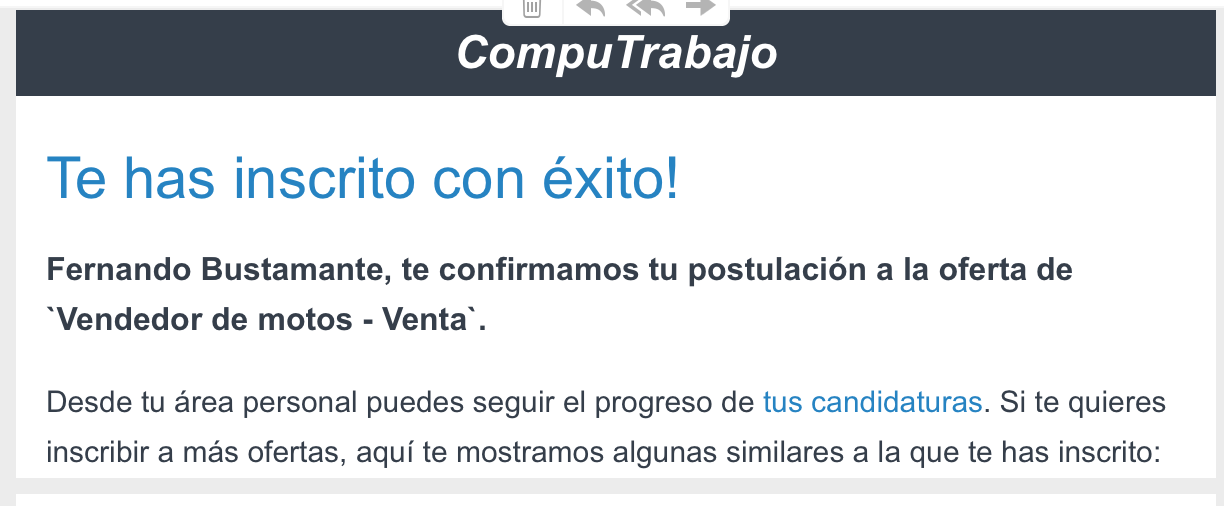 CompuTrabajo
Te has inscrito con éxito!
Fernando Bustamante, te confirmamos tu postulación a la oferta de
`Vendedor de motos - Venta`.
Desde tu área personal puedes seguir el progreso de tus candidaturas. Si te quieres
inscribir a más ofertas, aquí te mostramos algunas similares a la que te has inscrito: